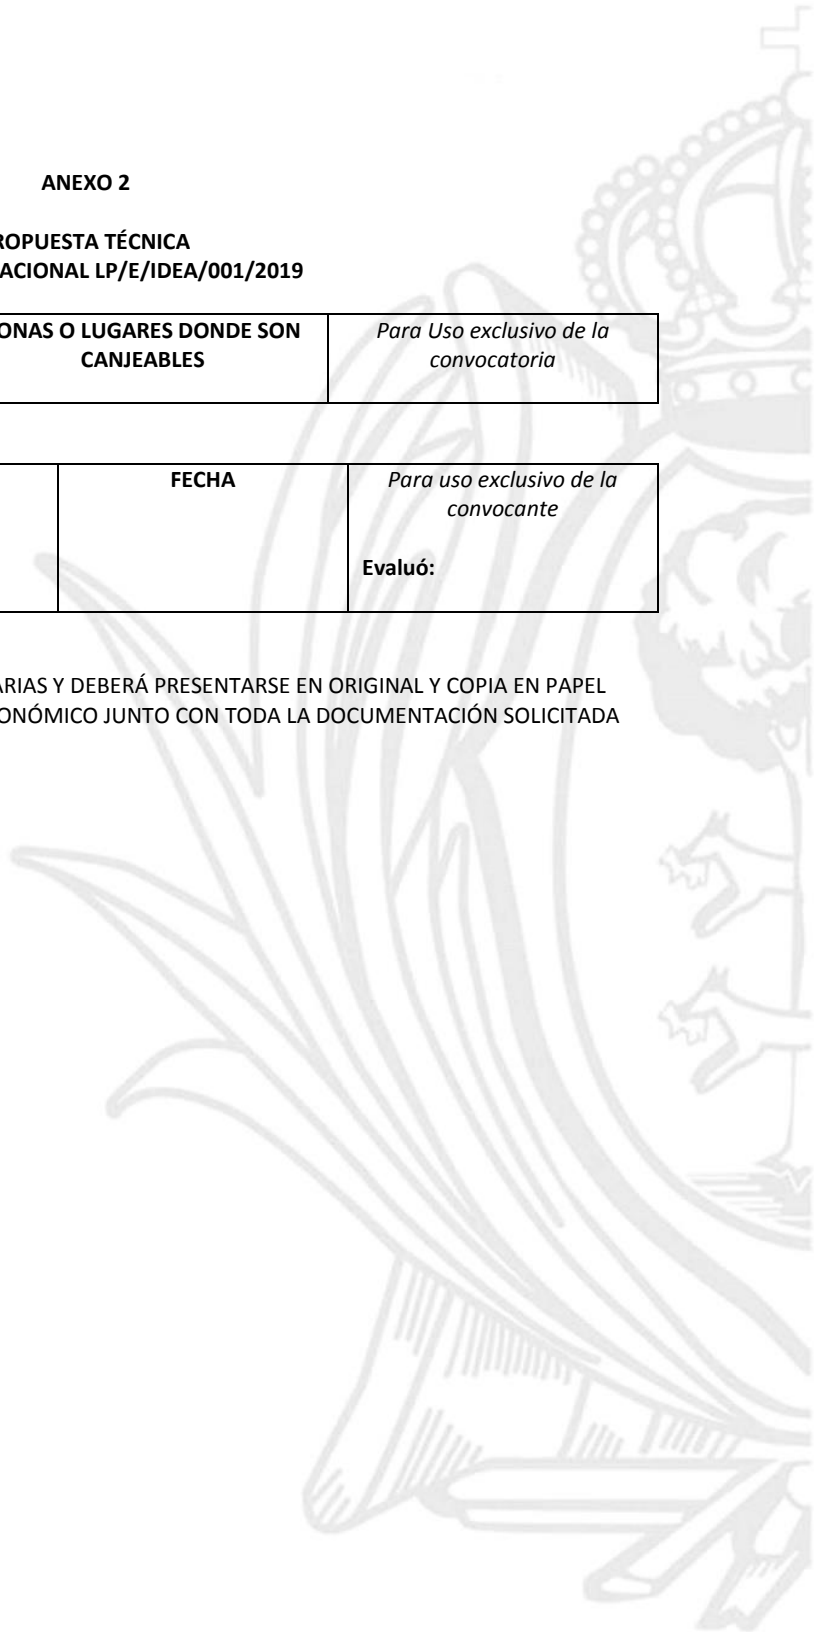 ANEXO 2
ROPUESTA TÉCNICA
ACIONAL LP/E/IDEA/001/2019
ONAS O LUGARES DONDE SON
CANJEABLES
Para Uso exclusivo de la
convocatoria
FECHA
Para uso exclusivo de la
convocante
Evaluó:
ARIAS Y DEBERÁ PRESENTARSE EN ORIGINAL Y COPIA EN PAPEL
ONÓMICO JUNTO CON TODA LA DOCUMENTACIÓN SOLICITADA